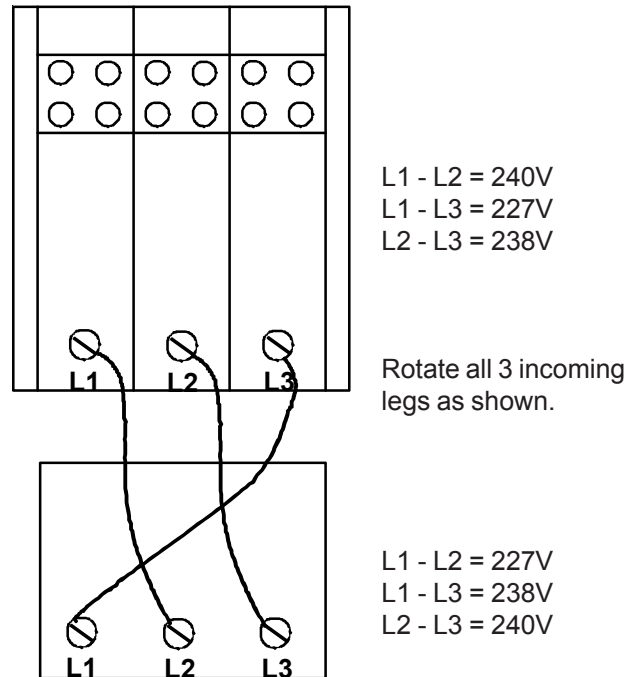 L1 - L2 = 240V
L1 - L3 = 227V
L2 - L3 = 238V
L1 L2 L3
Rotate all 3 incoming
legs as shown.
L1 - L2 = 227V
L1 - L3 = 238V
L2 - L3 = 240V
L1 L2 L3